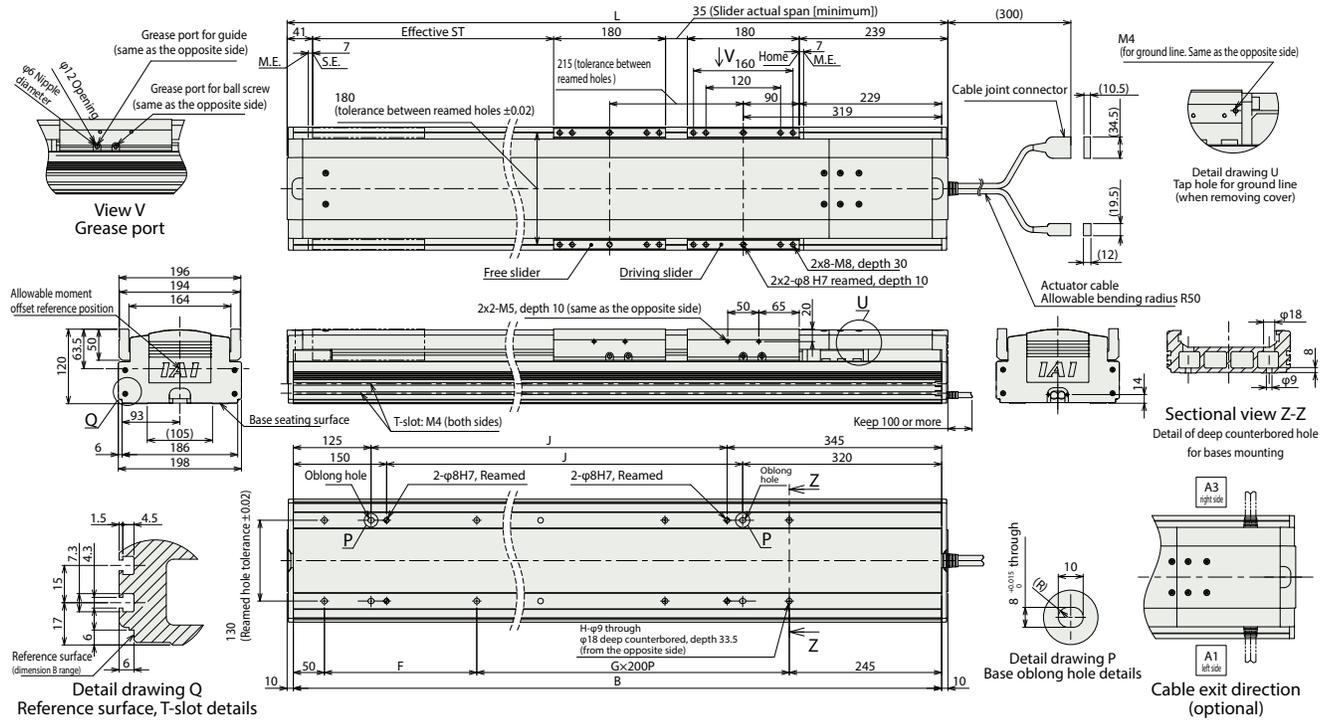 L
(300)
35 (Slider actual span [minimum])
41
Effective ST
180
180
239
7
M.E.
S.E.
V
Home
7
M.E.
160
120
215 (tolerance between
reamed holes )
180
(tolerance between reamed holes ±0.02)
90
229
319
Cable joint connector
(10.5)
(34.5)
(19.5)
(12)
M4
(for ground line. Same as the opposite side)
Detail drawing U
Tap hole for ground line
(when removing cover)
Grease port for guide
(same as the opposite side)
φ6 Nipple
diameter
φ12 Opening
Grease port for ball screw
(same as the opposite side)
View V
Grease port
Free slider
Driving slider
2x8-M8, depth 30
2x2-φ8 H7 reamed, depth 10
Actuator cable
Allowable bending radius R50
196
194
164
Allowable moment
offset reference position
120
63.5
50
IAI
Q
93
(105)
186
198
6
Base seating surface
2x2-M5, depth 10 (same as the opposite side)
50
65
20
U
T-slot: M4 (both sides)
Keep 100 or more
IAI
14
φ18
8
φ9
Sectional view Z-Z
Detail of deep counterbored hole
for bases mounting
125
J
345
150
J
320
Oblong hole
2-φ8H7, Reamed
2-φ8H7, Reamed
Oblong
hole
Z
P
P
130
(Reamed hole tolerance ±0.02)
H-φ9 through
φ18 deep counterbored, depth 33.5
(from the opposite side)
Z
50
F
G×200P
245
10
B
10
1.5
4.5
7.3
4.3
15
17
6
6
Reference surface
(dimension B range)
Detail drawing Q
Reference surface, T-slot details
8 +0.015 0 through
10
(R)
Detail drawing P
Base oblong hole details
A3
right side
A1
left side
Cable exit direction
(optional)